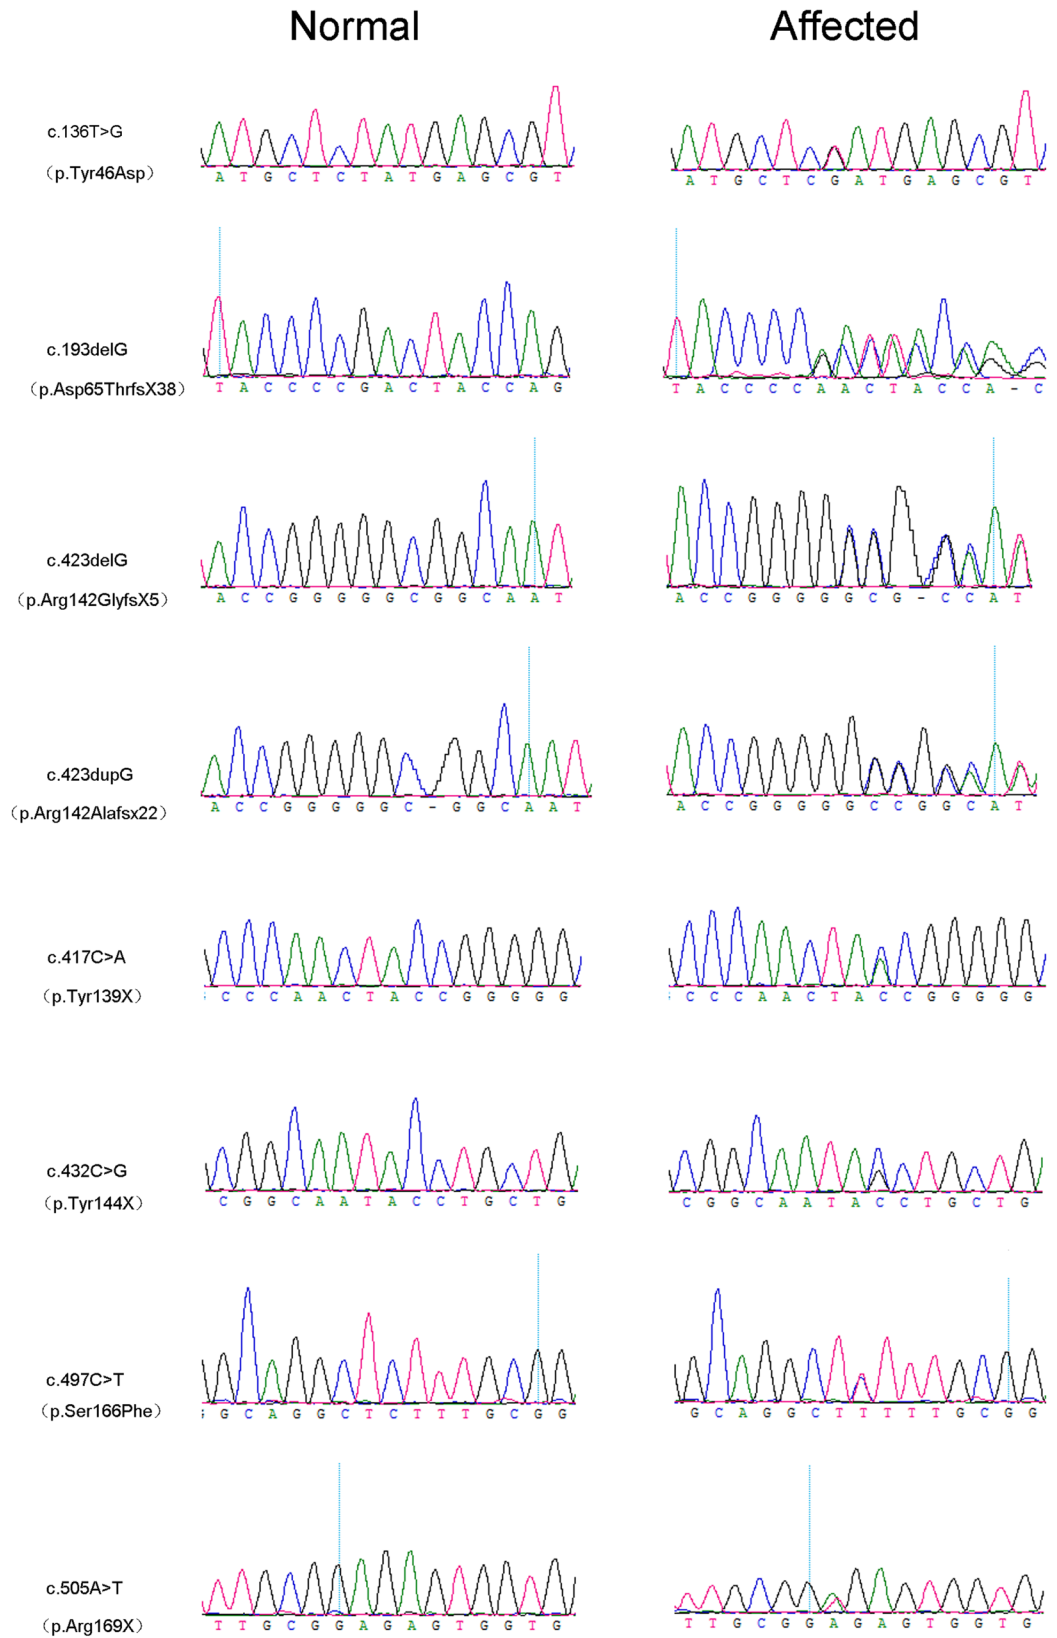 Normal Affected
c.136T>G
(p.Tyr46Asp)
A T G C T C T A T G A G C G T
A T G C T C G A T G A G C G T
c.193delG
(p.Asp65ThrfsX38)
T A C C C C G A C T A C C A G
T A C C C C A A C T A C C A - C
c.423delG
(p.Arg142GlyfsX5)
A C C G G G G G C G G C A A T
A C C G G G G G C G - C C A T
c.423dupG
(p.Arg142Alafsx22)
A C C G G G G G C - G G C A A T
A C C G G G G G C C G G C A T
c.417C>A
(p.Tyr139X)
C C C A A C T A C C G G G G G
C C C A A C T A C C G G G G G
c.432C>G
(p.Tyr144X)
C G G C A A T A C C T G C T G
C G G C A A T A C C T G C T G
c.497C>T
(p.Ser166Phe)
G G C A G G C T C T T T G C G G
G C A G G C T T T T T G C G G
c.505A>T
(p.Arg169X)
T T G C G G A G A G T G G T G
T T G C G G A G A G T G G T G